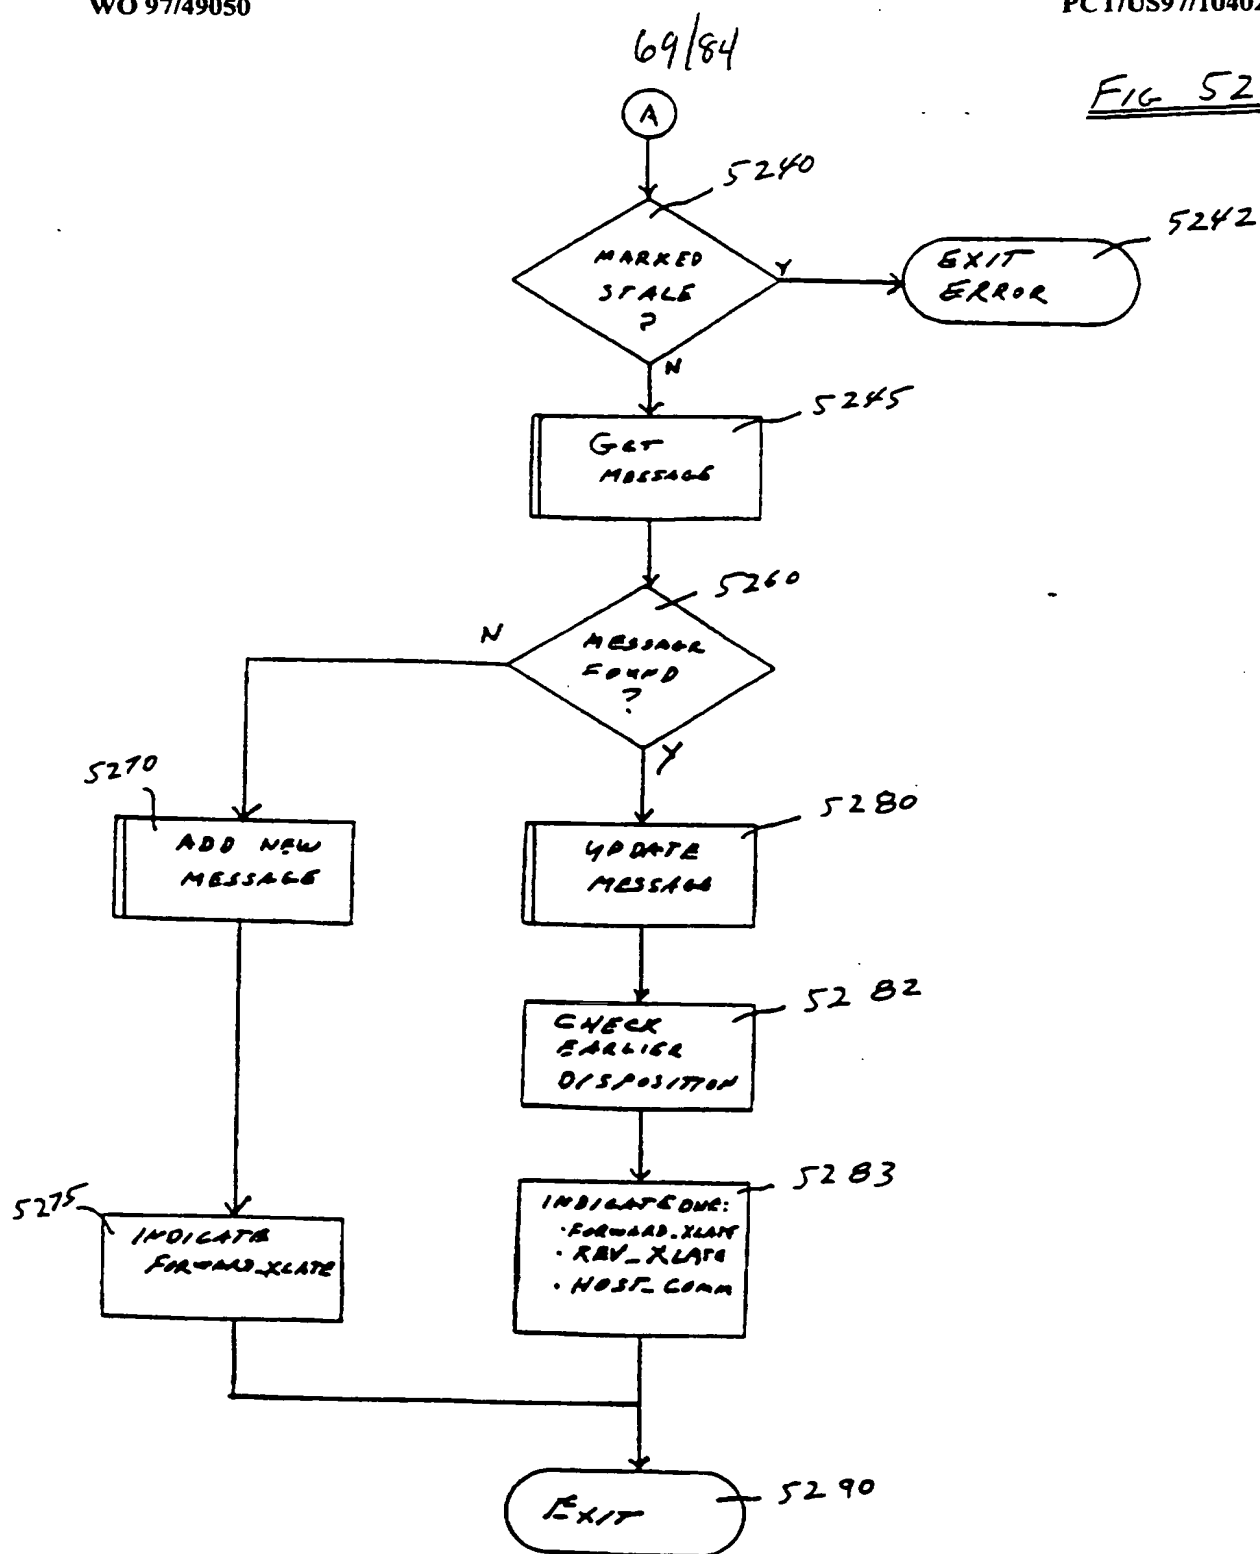 WO 97/49050
PCT/US97/10402
69/84
FIG 52
A
5240
5242
MARKED
STALE
?
Y
EXIT
ERROR
N
5245
GET
MESSAGE
5260
N
MESSAGE
FOUND
?
Y
5270
5280
ADD NEW
MESSAGE
UPDATE
MESSAGE
5282
CHECK
EARLIER
DISPOSITION
5283
5275
INDICATE
FORWARD_XLATE
INDICATE ONE:
· FORWARD_XLATE
· REV_XLATE
· HOST_COMM
5290
EXIT